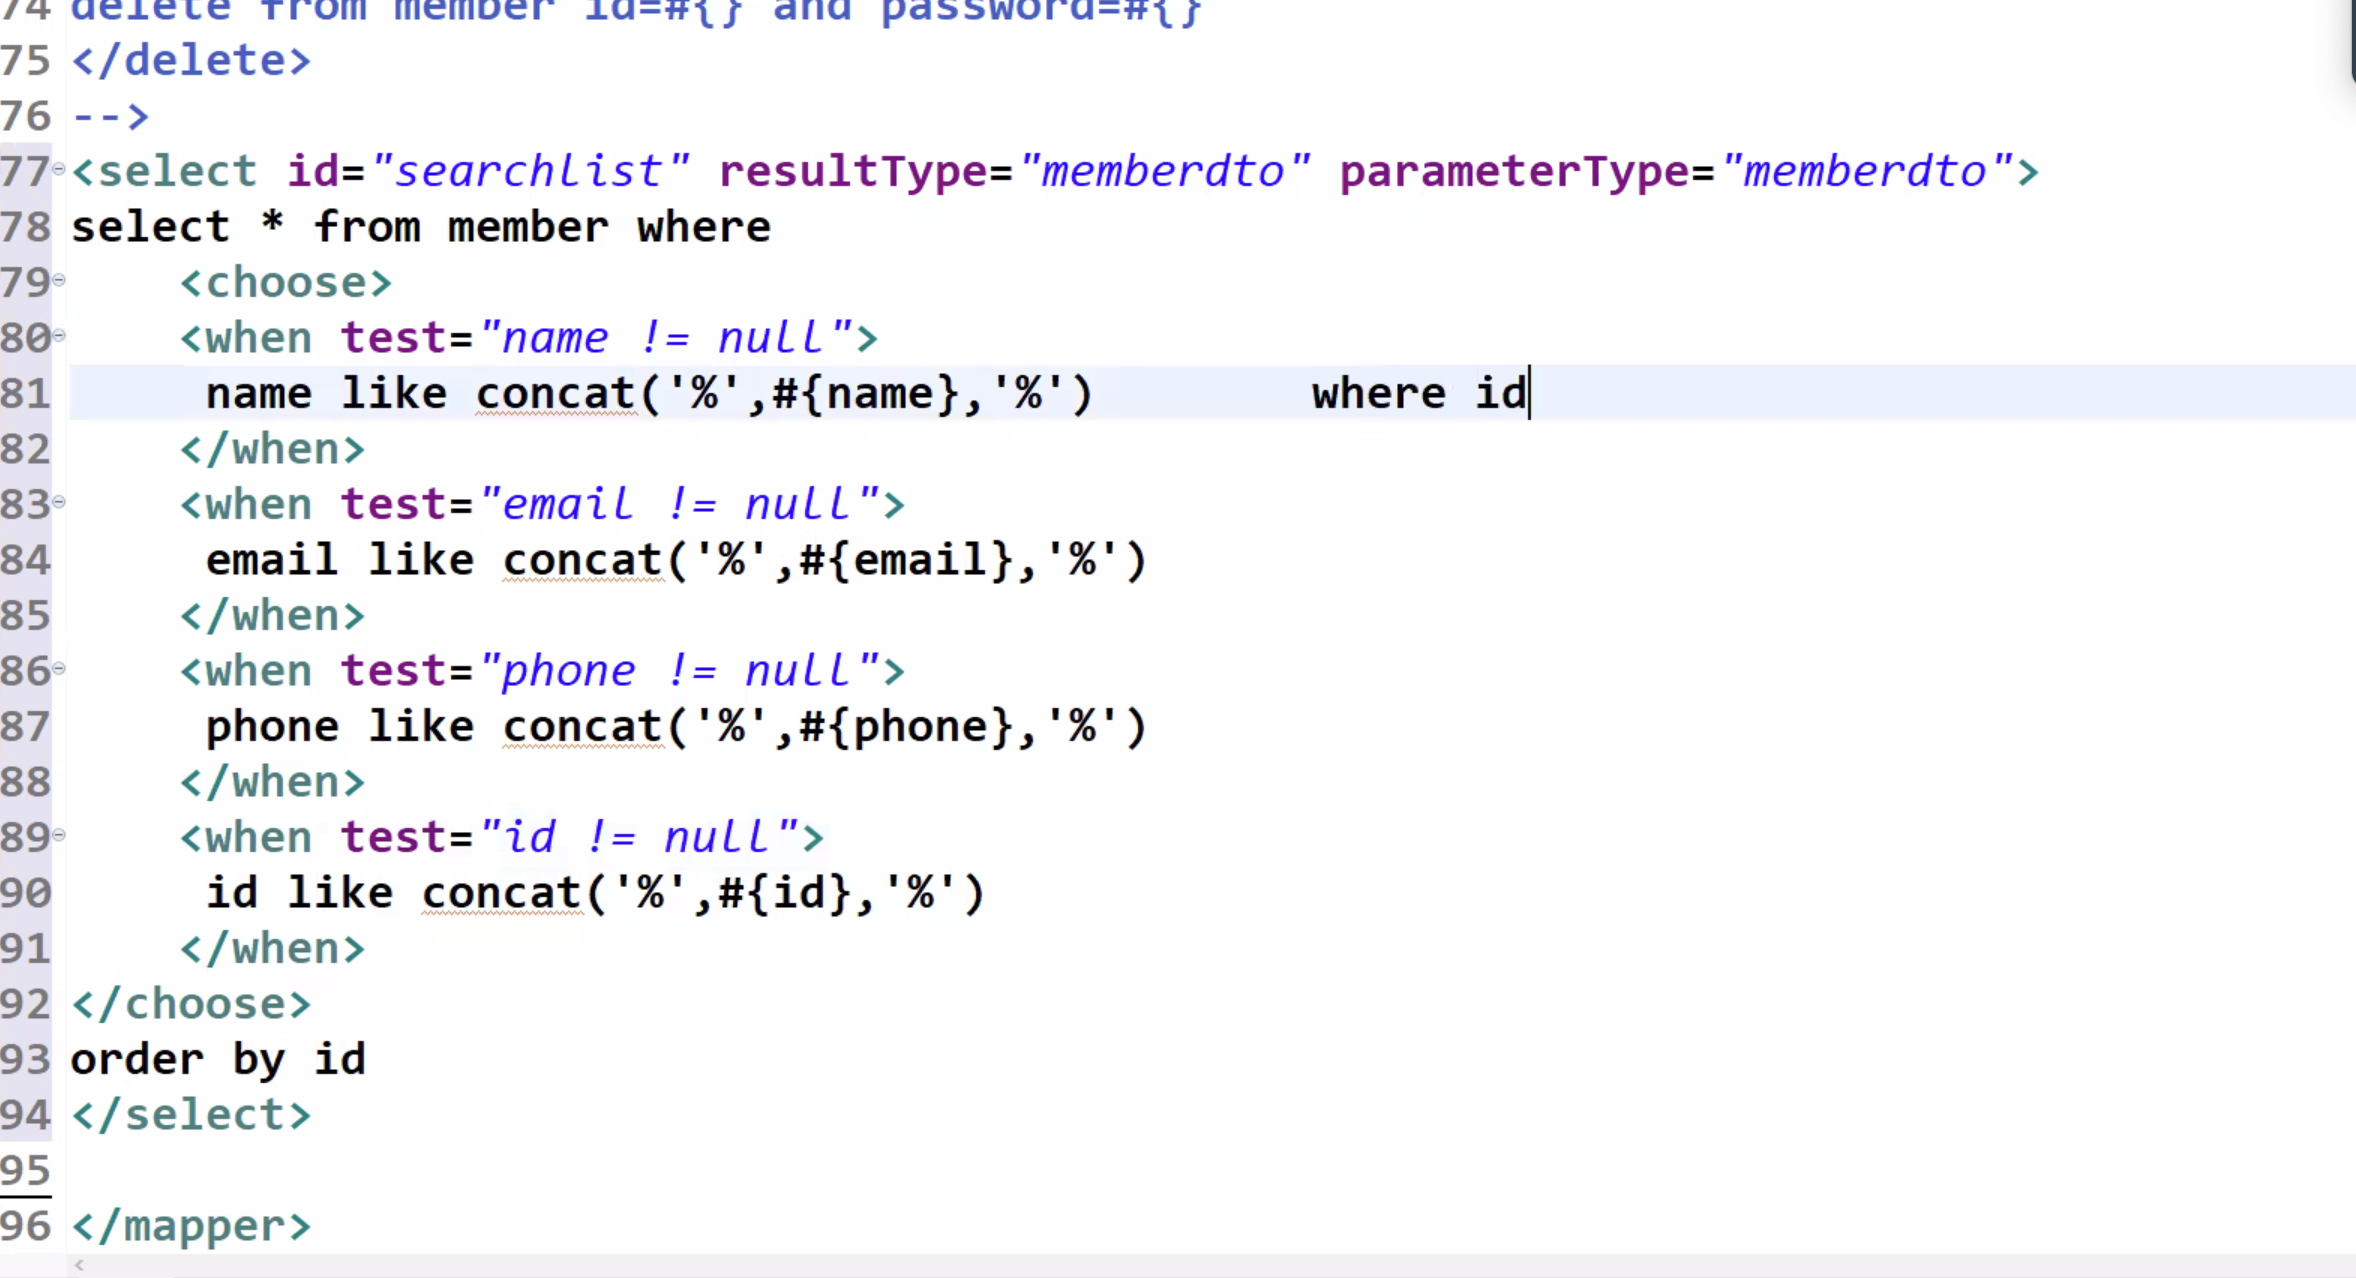 74 delete from member id=#{} and password=#{}
75 </delete>
76 -->
77 <select id="searchlist" resultType="memberdto" parameterType="memberdto">
78 select * from member where
79     <choose>
80     <when test="name != null">
81      name like concat('%',#{name},'%')        where id
82     </when>
83     <when test="email != null">
84      email like concat('%',#{email},'%')
85     </when>
86     <when test="phone != null">
87      phone like concat('%',#{phone},'%')
88     </when>
89     <when test="id != null">
90      id like concat('%',#{id},'%')
91     </when>
92 </choose>
93 order by id
94 </select>
95
96 </mapper>